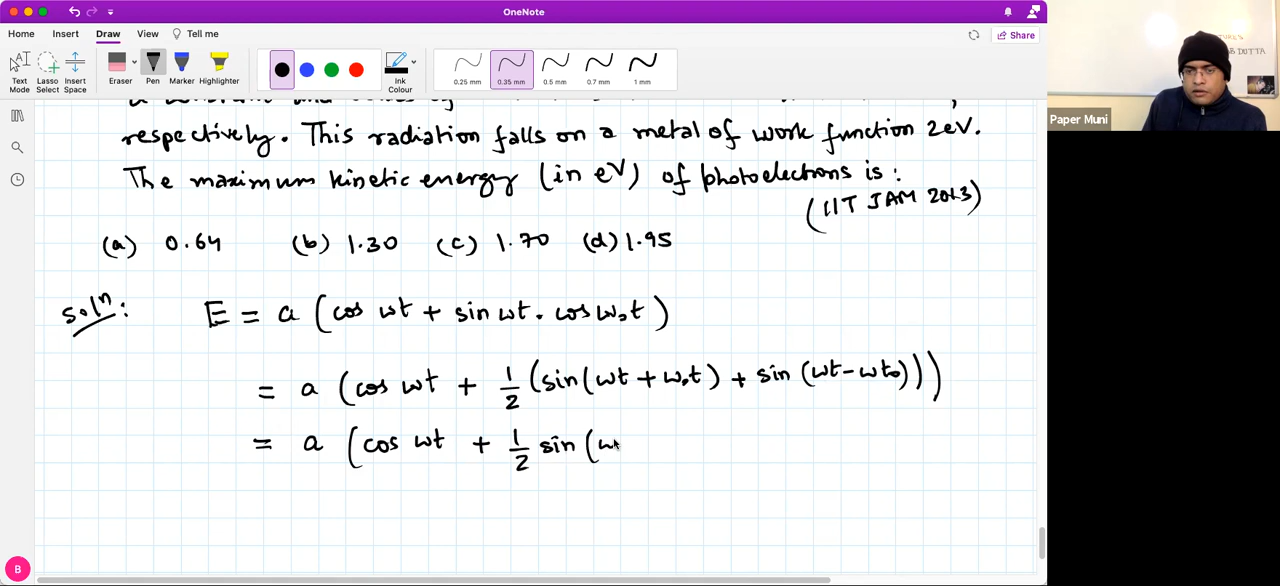 OneNote
Home Insert Draw View Tell me
Share
Text Mode Lasso Select Insert Space Eraser Pen Marker Highlighter Ink Colour 0.25 mm 0.35 mm 0.5 mm 0.7 mm 1 mm
Paper Muni
respectively. This radiation falls on a metal of work function 2eV.
The maximum kinetic energy (in eV) of photoelectrons is:
(IIT JAM 2013)
(a) 0.64 (b) 1.30 (c) 1.70 (d) 1.95
Solⁿ: E = a (cos ωt + sin ωt . cos ω₀t)
= a (cos ωt + 1/2 (sin(ωt + ω₀t) + sin (ωt - ωt₀)))
= a (cos ωt + 1/2 sin (ω
B